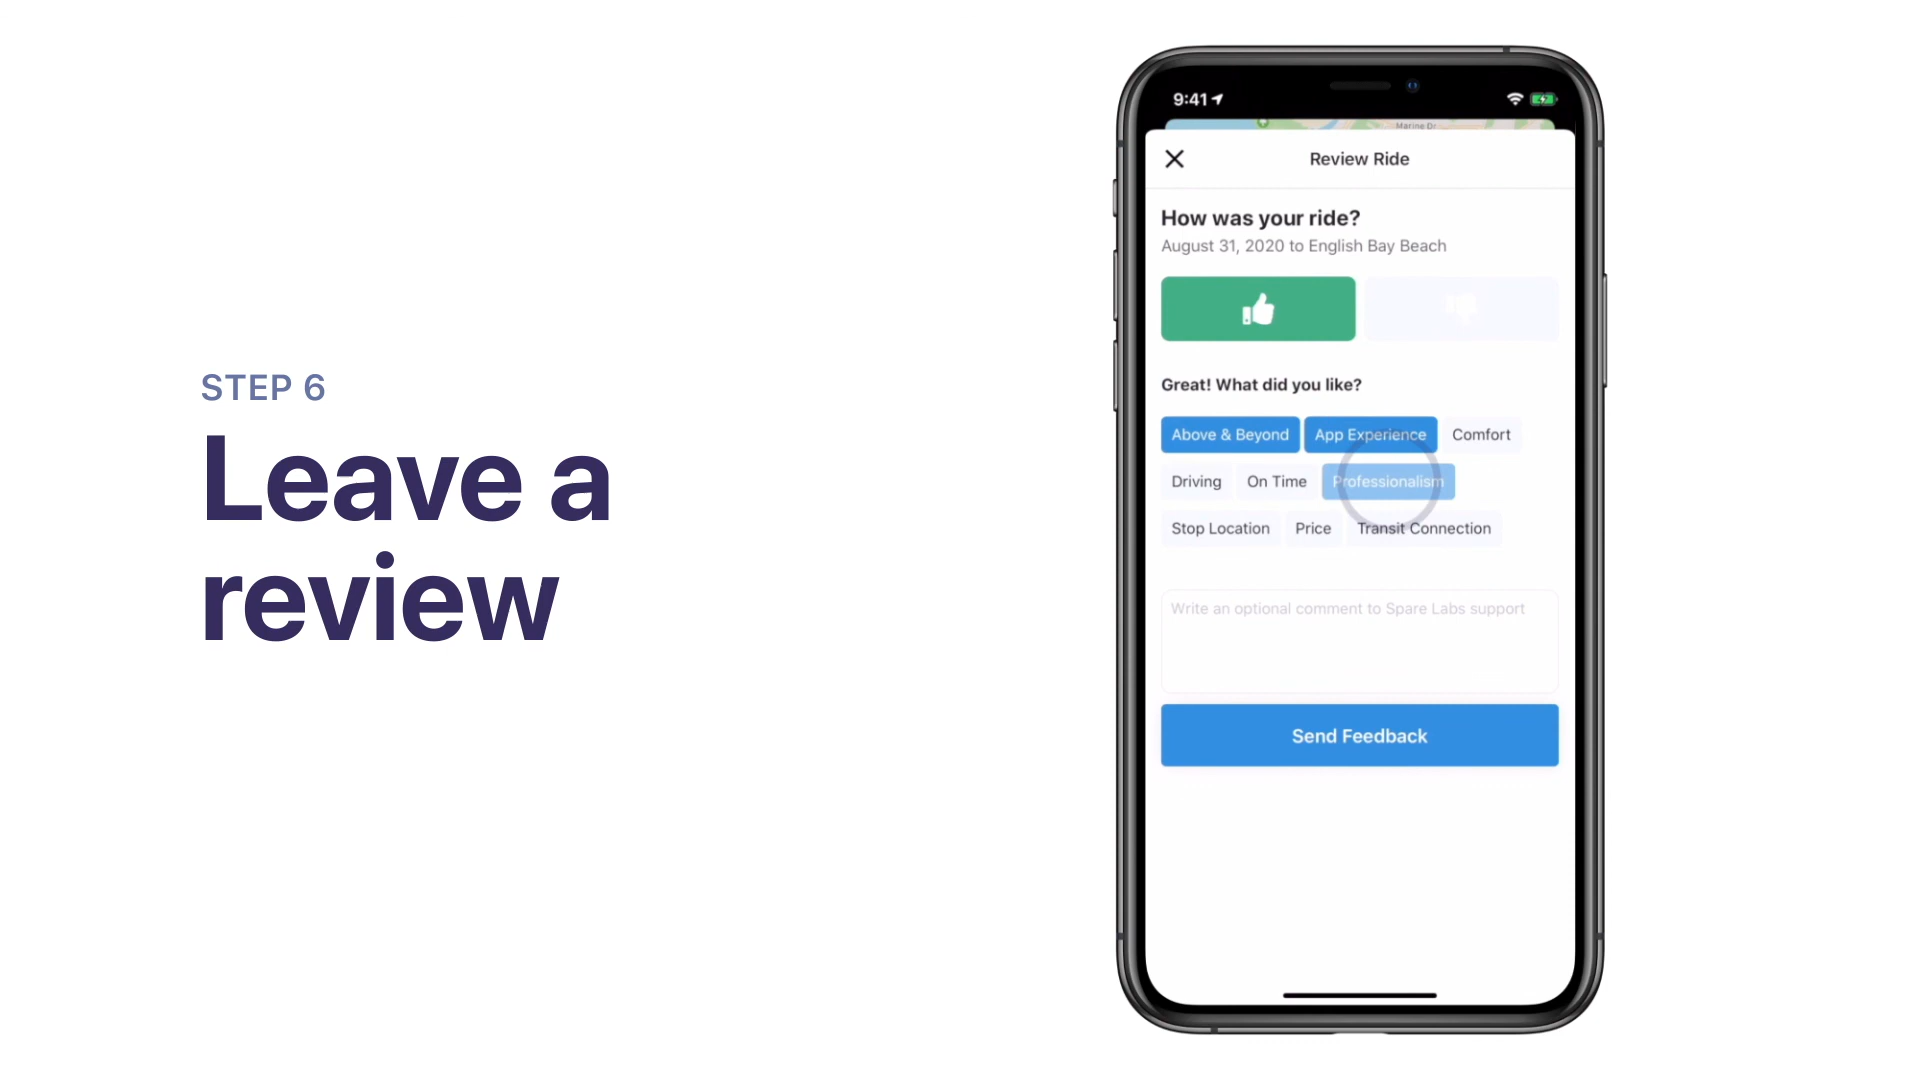 STEP 6
Leave a
review
9:41
Marine Dr
Review Ride
How was your ride?
August 31, 2020 to English Bay Beach
Great! What did you like?
Above & Beyond App Experience Comfort
Driving On Time Professionalism
Stop Location Price Transit Connection
Write an optional comment to Spare Labs support
Send Feedback